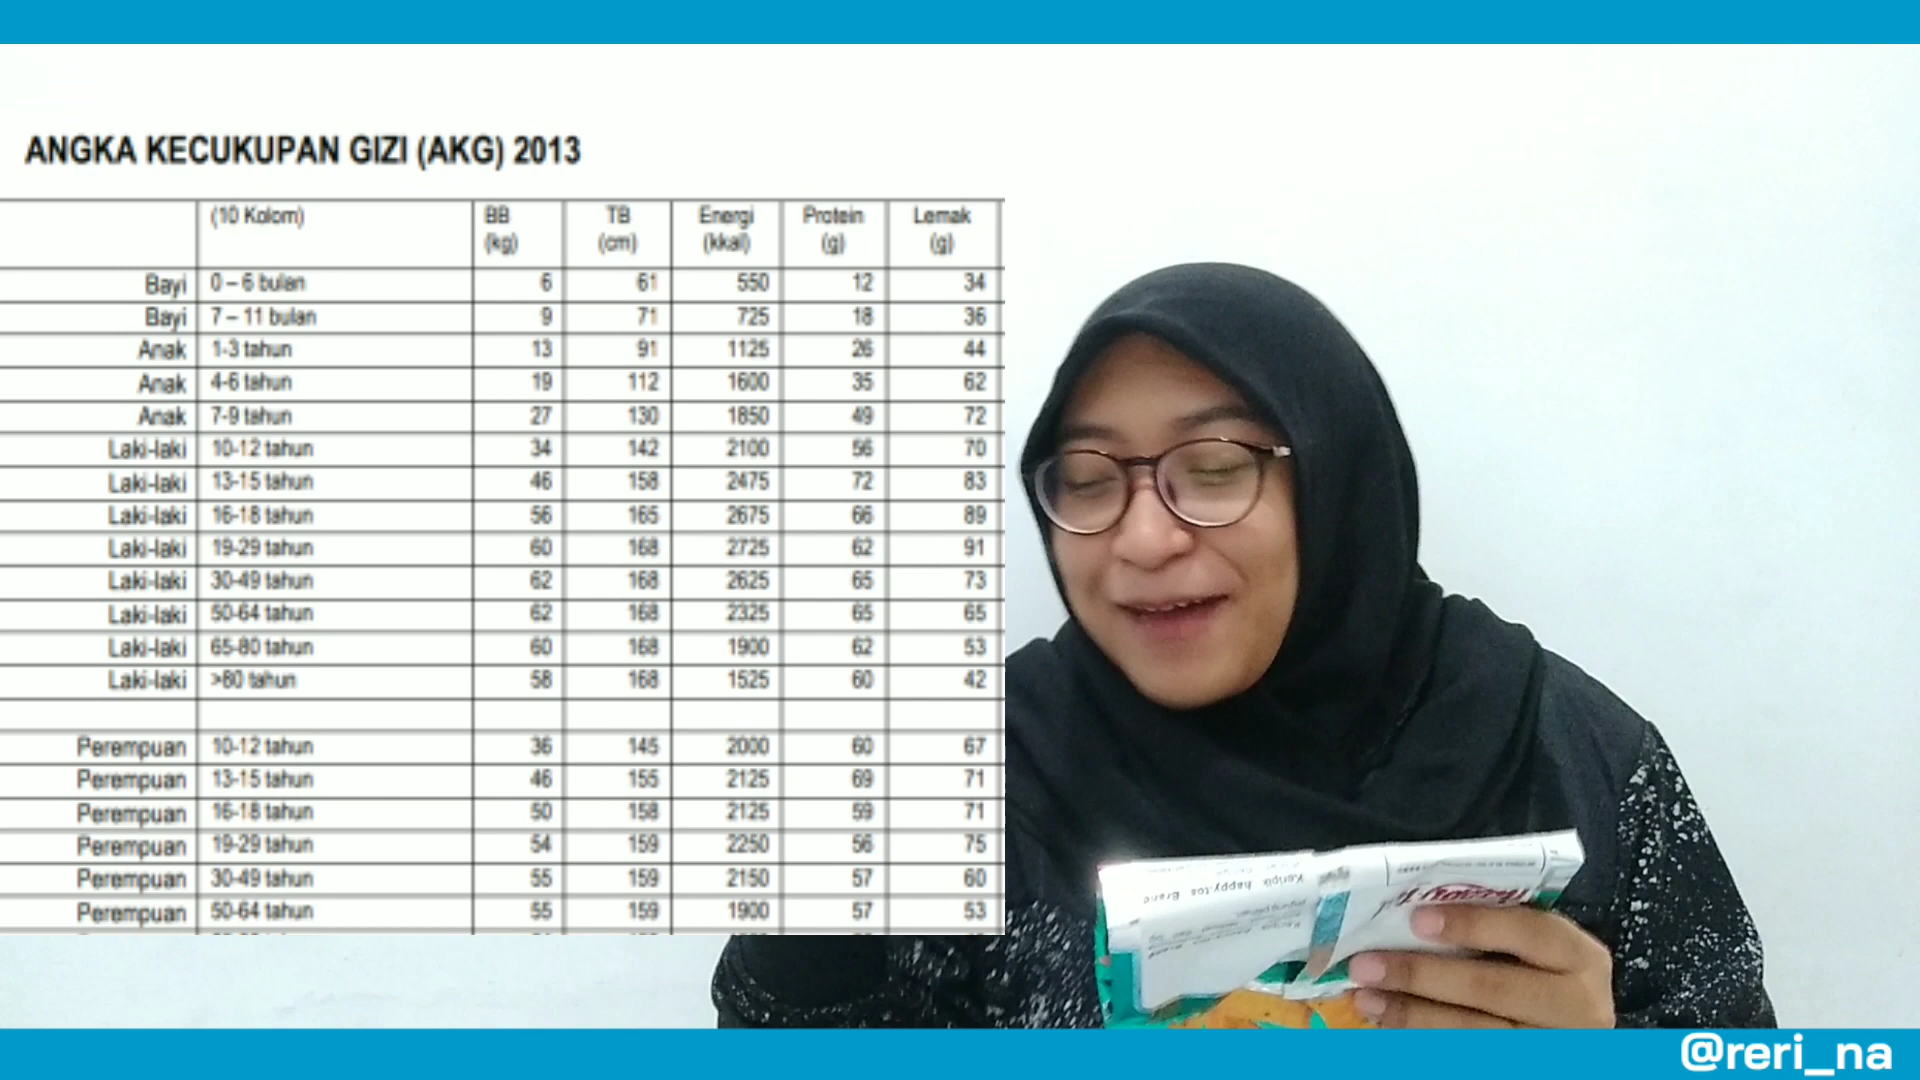 ANGKA KECUKUPAN GIZI (AKG) 2013
(10 Kolom) BB (kg) TB (cm) Energi (kkal) Protein (g) Lemak (g)
Bayi 0 – 6 bulan 6 61 550 12 34
Bayi 7 – 11 bulan 9 71 725 18 36
Anak 1-3 tahun 13 91 1125 26 44
Anak 4-6 tahun 19 112 1600 35 62
Anak 7-9 tahun 27 130 1850 49 72
Laki-laki 10-12 tahun 34 142 2100 56 70
Laki-laki 13-15 tahun 46 158 2475 72 83
Laki-laki 16-18 tahun 56 165 2675 66 89
Laki-laki 19-29 tahun 60 168 2725 62 91
Laki-laki 30-49 tahun 62 168 2625 65 73
Laki-laki 50-64 tahun 62 168 2325 65 65
Laki-laki 65-80 tahun 60 168 1900 62 53
Laki-laki >80 tahun 58 168 1525 60 42
Perempuan 10-12 tahun 36 145 2000 60 67
Perempuan 13-15 tahun 46 155 2125 69 71
Perempuan 16-18 tahun 50 158 2125 59 71
Perempuan 19-29 tahun 54 159 2250 56 75
Perempuan 30-49 tahun 55 159 2150 57 60
Perempuan 50-64 tahun 55 159 1900 57 53
Keripik happy-tos Brand
@reri_na